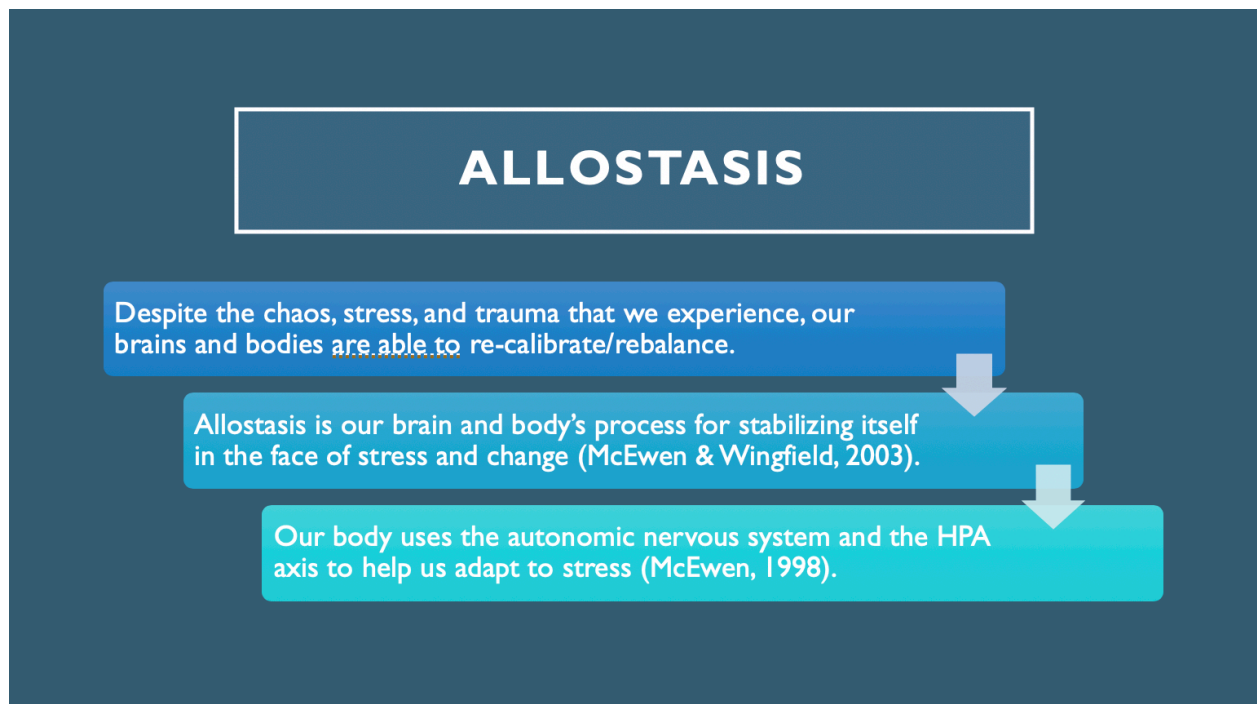 ALLOSTASIS
Despite the chaos, stress, and trauma that we experience, our
brains and bodies are able to re-calibrate/rebalance.
Allostasis is our brain and body’s process for stabilizing itself
in the face of stress and change (McEwen & Wingfield, 2003).
Our body uses the autonomic nervous system and the HPA
axis to help us adapt to stress (McEwen, 1998).